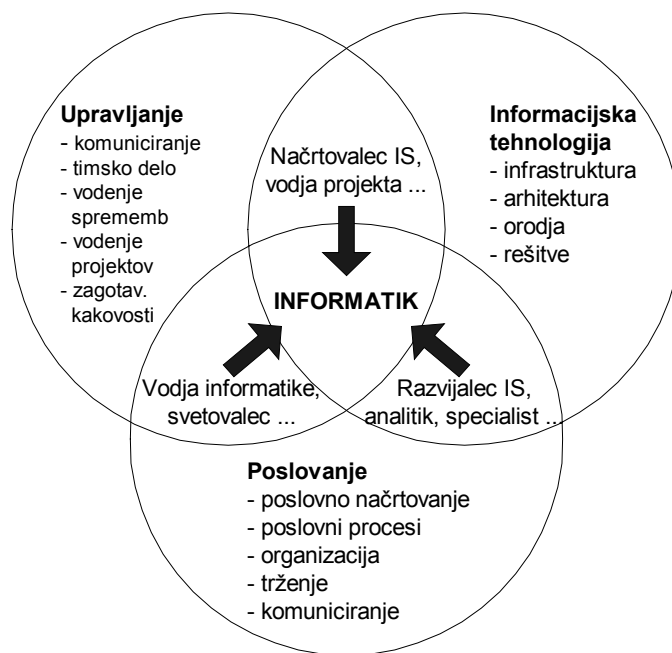 Upravljanje
- komuniciranje
- timsko delo
- vodenje
sprememb
- vodenje
projektov
- zagotav.
kakovosti
Informacijska
tehnologija
- infrastruktura
- arhitektura
- orodja
- rešitve
Načrtovalec IS,
vodja projekta ...
INFORMATIK
Vodja informatike,
svetovalec ...
Razvijalec IS,
analitik, specialist ...
Poslovanje
- poslovno načrtovanje
- poslovni procesi
- organizacija
- trženje
- komuniciranje